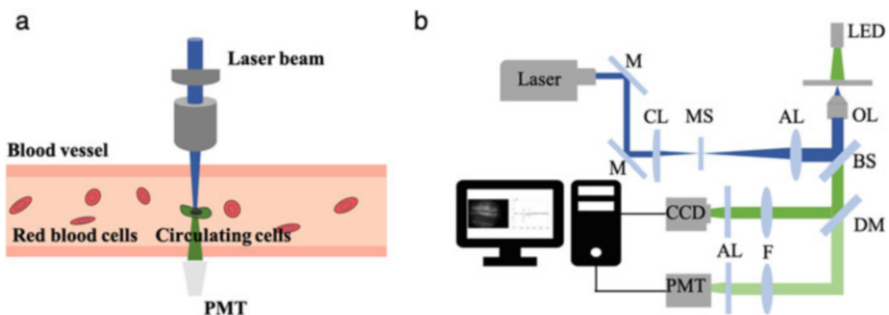 a
Laser beam
Blood vessel
Red blood cells Circulating cells
PMT
b
LED
Laser
M
CL
MS
AL
OL
M
BS
CCD
DM
AL
F
PMT